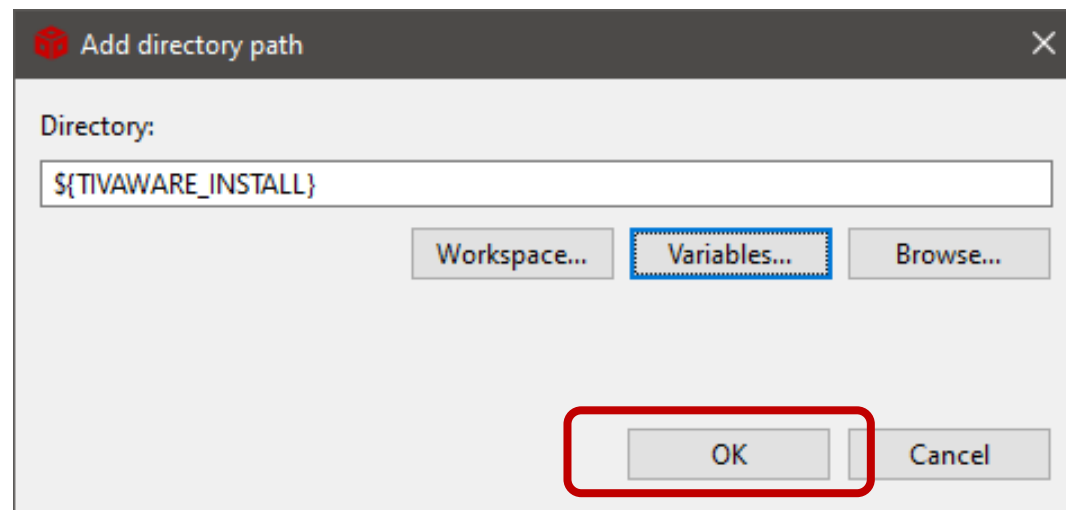 Add directory path
Directory:
${TIVAWARE_INSTALL}
Workspace... Variables... Browse...
OK Cancel